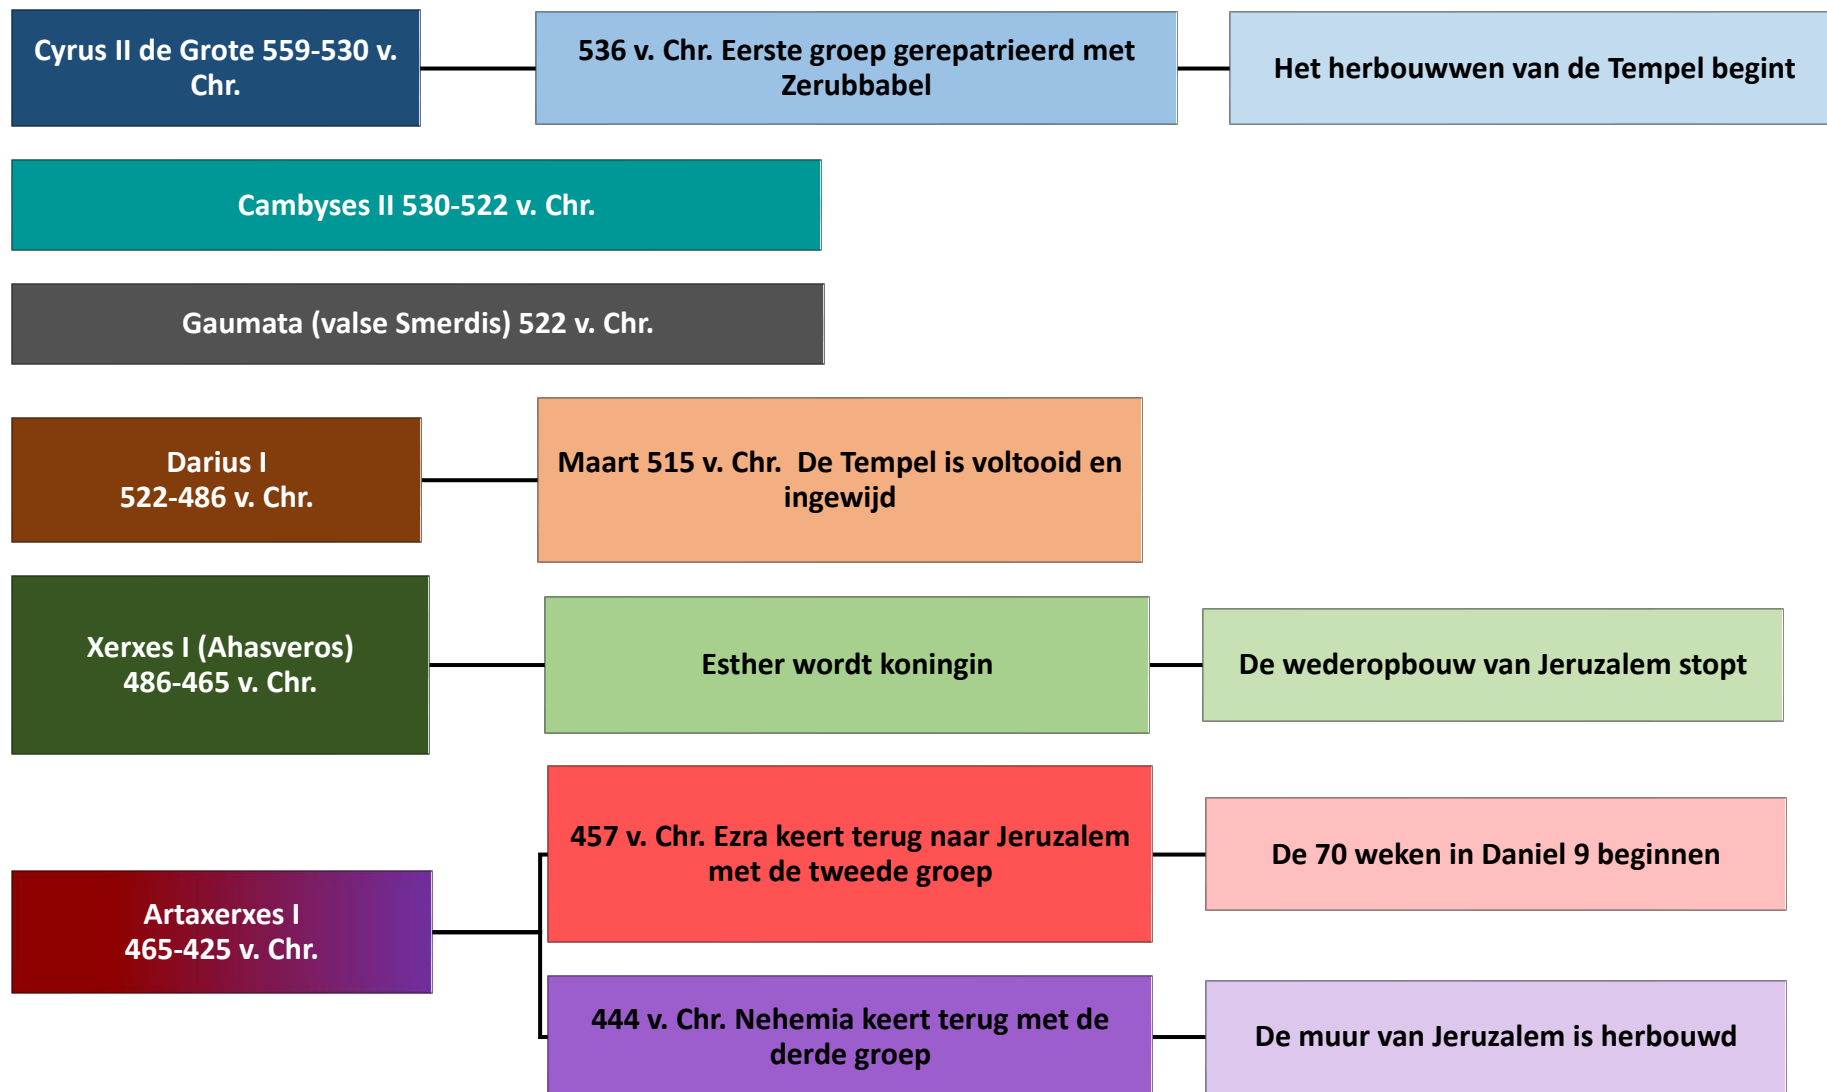 Cyrus II de Grote 559-530 v.
Chr.
536 v. Chr. Eerste groep gerepatrieerd met
Zerubbabel
Het herbouwwen van de Tempel begint
Cambyses II 530-522 v. Chr.
Gaumata (valse Smerdis) 522 v. Chr.
Darius I
522-486 v. Chr.
Maart 515 v. Chr.  De Tempel is voltooid en
ingewijd
Xerxes I (Ahasveros)
486-465 v. Chr.
Esther wordt koningin
De wederopbouw van Jeruzalem stopt
Artaxerxes I
465-425 v. Chr.
457 v. Chr. Ezra keert terug naar Jeruzalem
met de tweede groep
De 70 weken in Daniel 9 beginnen
444 v. Chr. Nehemia keert terug met de
derde groep
De muur van Jeruzalem is herbouwd